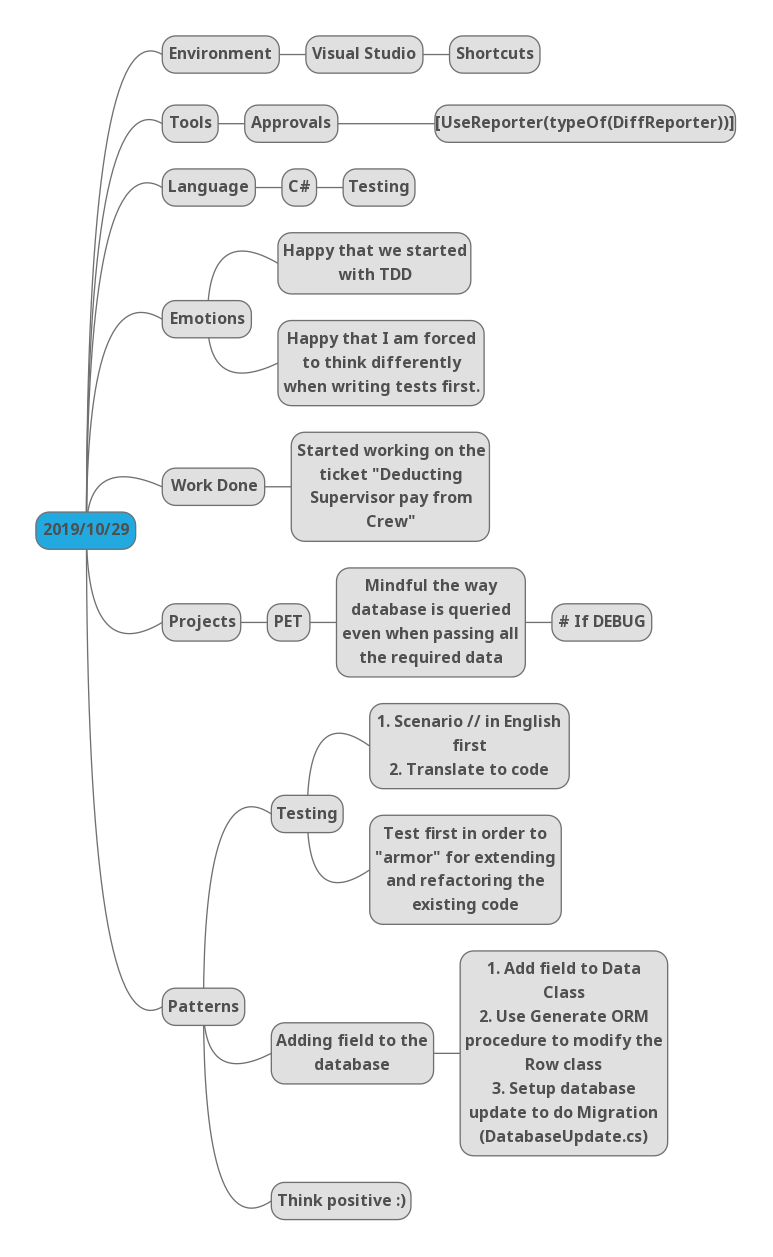 Environment
Visual Studio
Shortcuts
Tools
Approvals
[UseReporter(typeOf(DiffReporter))]
Language
C#
Testing
Emotions
Happy that we started
with TDD
Happy that I am forced
to think differently
when writing tests first.
Work Done
Started working on the
ticket "Deducting
Supervisor pay from
Crew"
2019/10/29
Projects
PET
Mindful the way
database is queried
even when passing all
the required data
# If DEBUG
Patterns
Testing
1. Scenario // in English
first
2. Translate to code
Test first in order to
"armor" for extending
and refactoring the
existing code
Adding field to the
database
1. Add field to Data
Class
2. Use Generate ORM
procedure to modify the
Row class
3. Setup database
update to do Migration
(DatabaseUpdate.cs)
Think positive :)